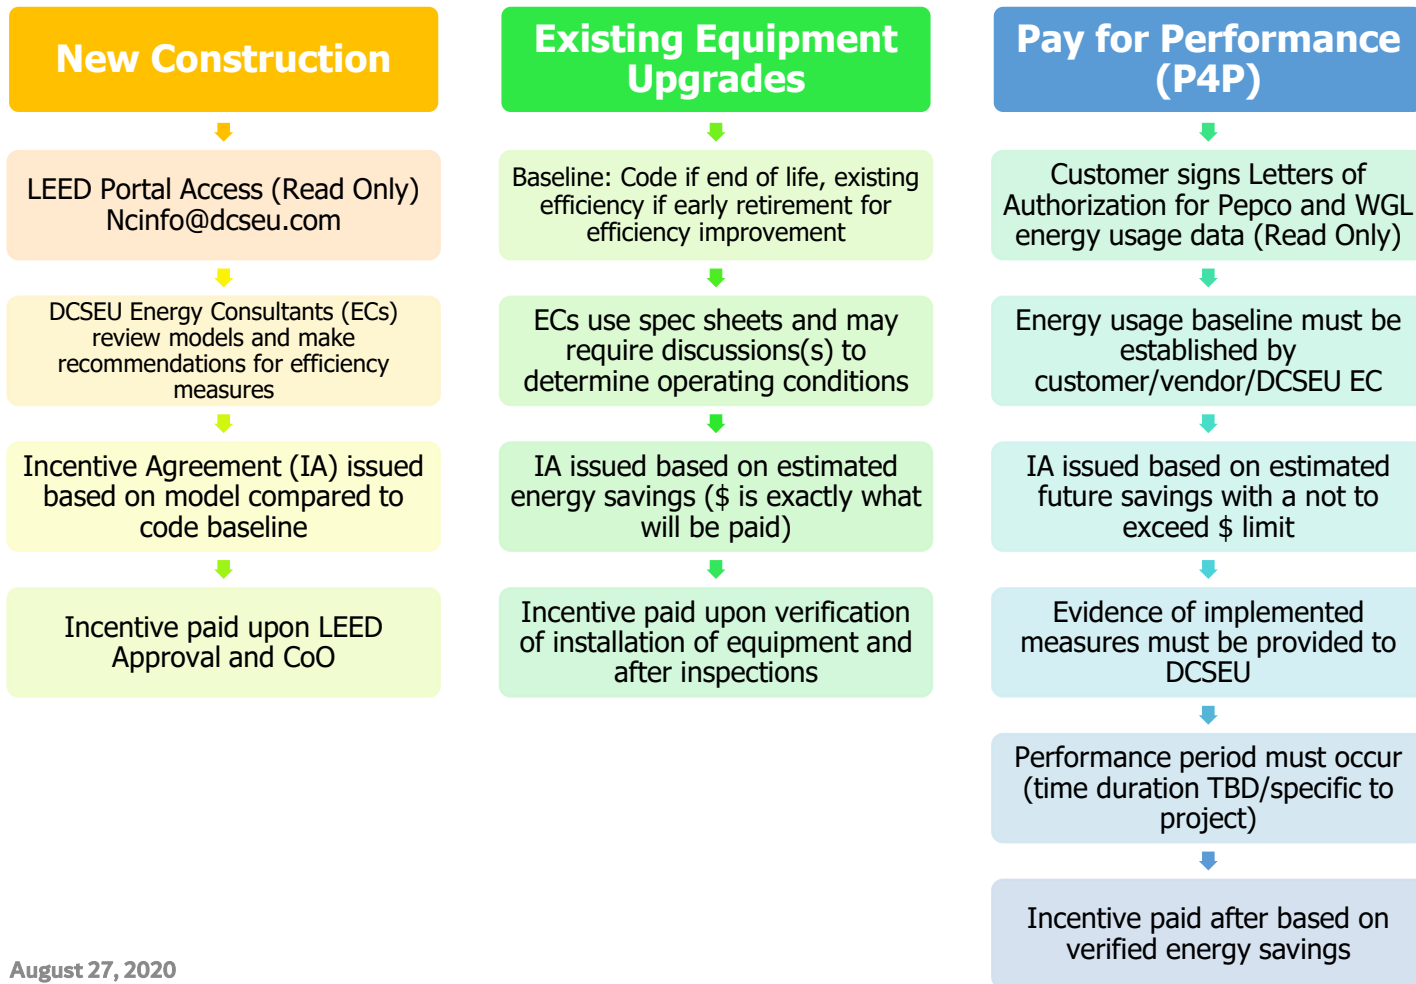 New Construction
LEED Portal Access (Read Only)
Ncinfo@dcseu.com
DCSEU Energy Consultants (ECs)
review models and make
recommendations for efficiency
measures
Incentive Agreement (IA) issued
based on model compared to
code baseline
Incentive paid upon LEED
Approval and CoO
Existing Equipment
Upgrades
Baseline: Code if end of life, existing
efficiency if early retirement for
efficiency improvement
ECs use spec sheets and may
require discussions(s) to
determine operating conditions
IA issued based on estimated
energy savings ($ is exactly what
will be paid)
Incentive paid upon verification
of installation of equipment and
after inspections
Pay for Performance
(P4P)
Customer signs Letters of
Authorization for Pepco and WGL
energy usage data (Read Only)
Energy usage baseline must be
established by
customer/vendor/DCSEU EC
IA issued based on estimated
future savings with a not to
exceed $ limit
Evidence of implemented
measures must be provided to
DCSEU
Performance period must occur
(time duration TBD/specific to
project)
Incentive paid after based on
verified energy savings
August 27, 2020